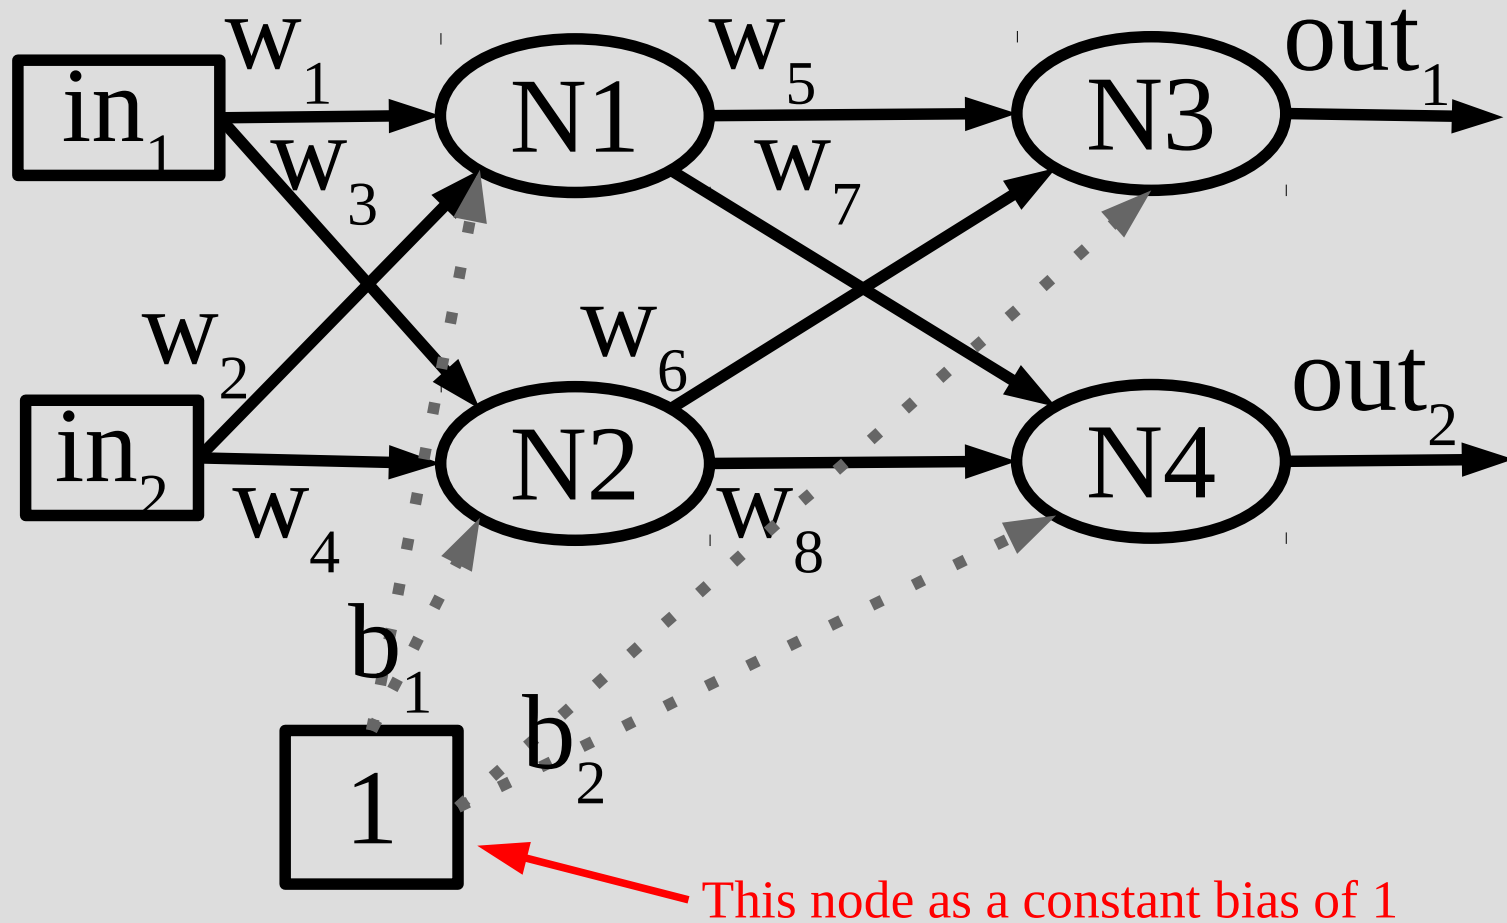 w1
w5
out1
in1
N1
N3
w3
w7
w2
w6
out2
in2
N2
N4
w4
w8
b1
b2
1
This node as a constant bias of 1